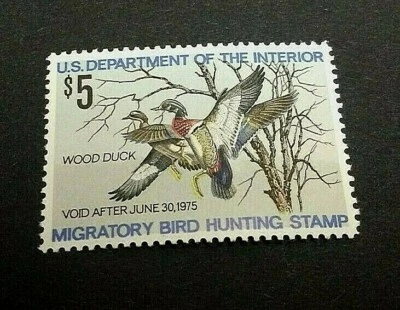 U.S. DEPARTMENT OF THE INTERIOR
$5
WOOD DUCK
VOID AFTER JUNE 30, 1975
MIGRATORY BIRD HUNTING STAMP